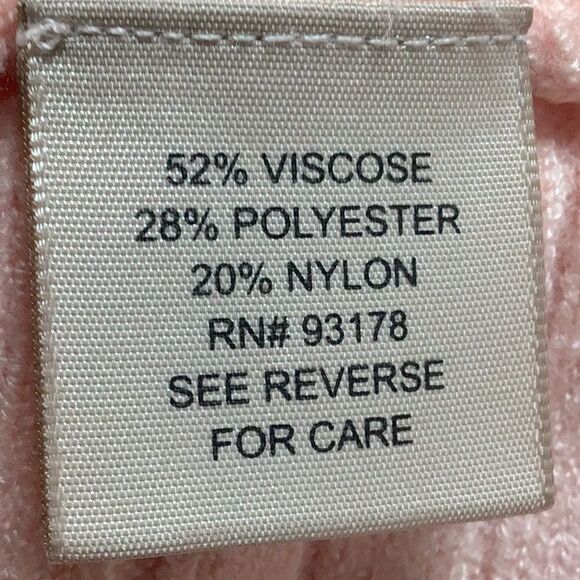 52% VISCOSE
28% POLYESTER
20% NYLON
RN# 93178
SEE REVERSE
FOR CARE